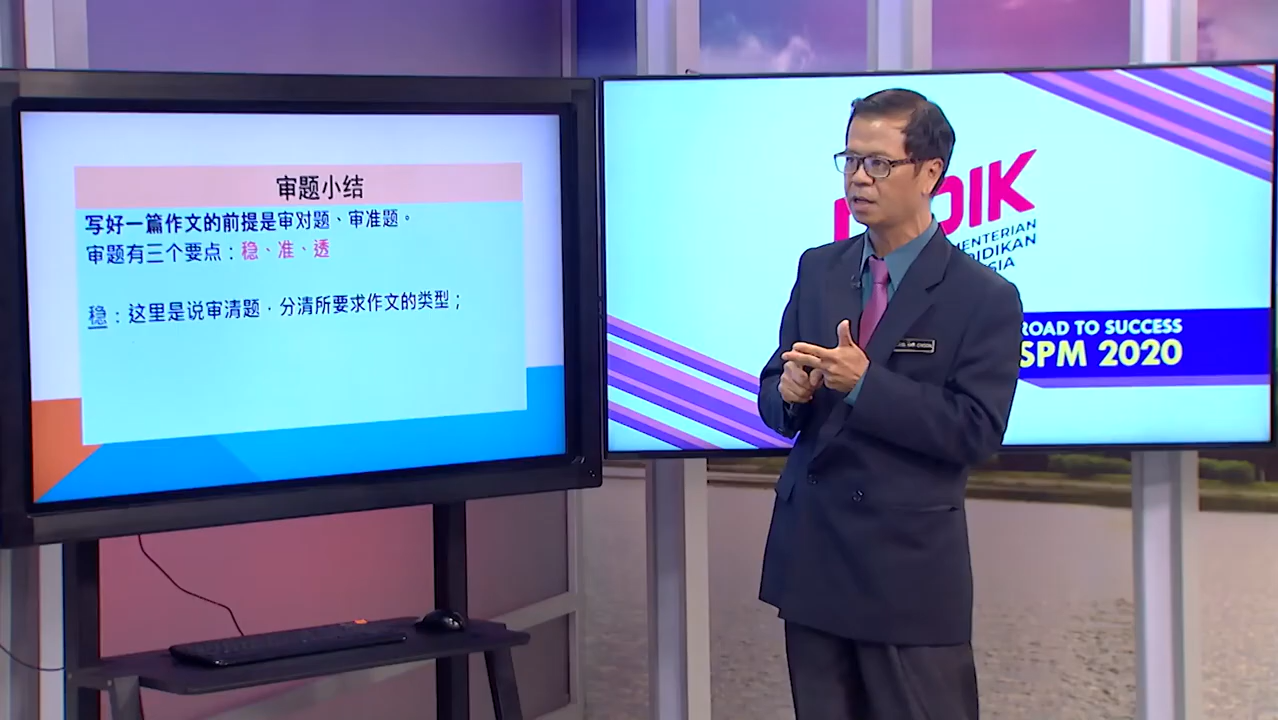 审题小结
写好一篇作文的前提是审对题、审准题。
审题有三个要点：稳、准、透
稳：这里是说审清题，分清所要求作文的类型；
ROAD TO SUCCESS
SPM 2020